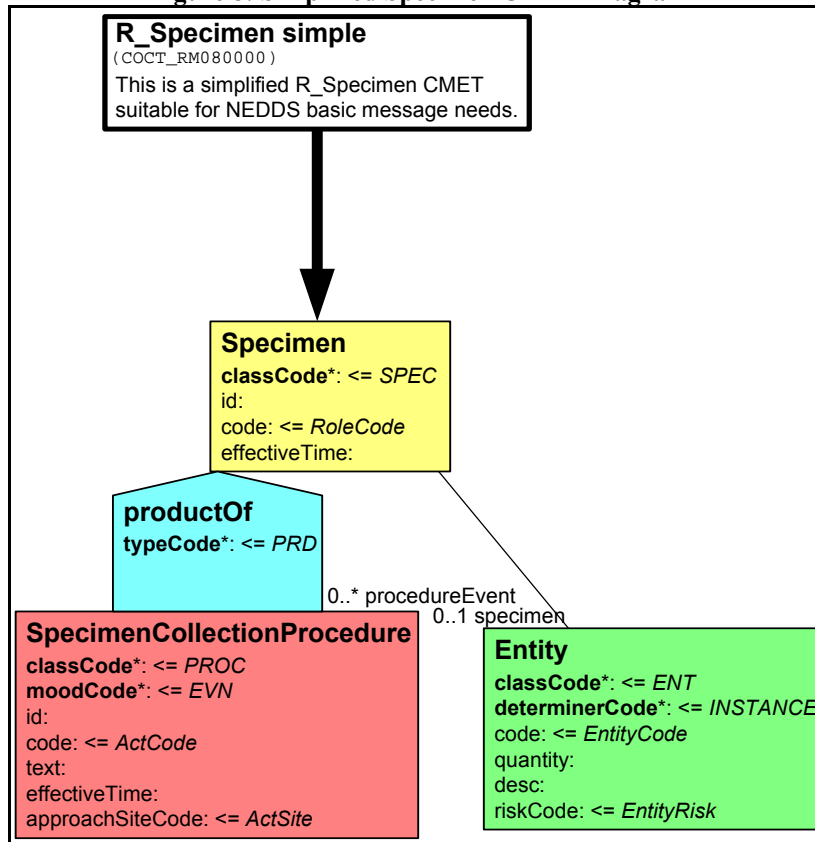 R_Specimen simple
(COCT_RM080000)
This is a simplified R_Specimen CMET
suitable for NEDDS basic message needs.
Specimen
classCode*: <= SPEC
id:
code: <= RoleCode
effectiveTime:
productOf
typeCode*: <= PRD
0..* procedureEvent
0..1 specimen
SpecimenCollectionProcedure
classCode*: <= PROC
moodCode*: <= EVN
id:
code: <= ActCode
text:
effectiveTime:
approachSiteCode: <= ActSite
Entity
classCode*: <= ENT
determinerCode*: <= INSTANCE
code: <= EntityCode
quantity:
desc:
riskCode: <= EntityRisk